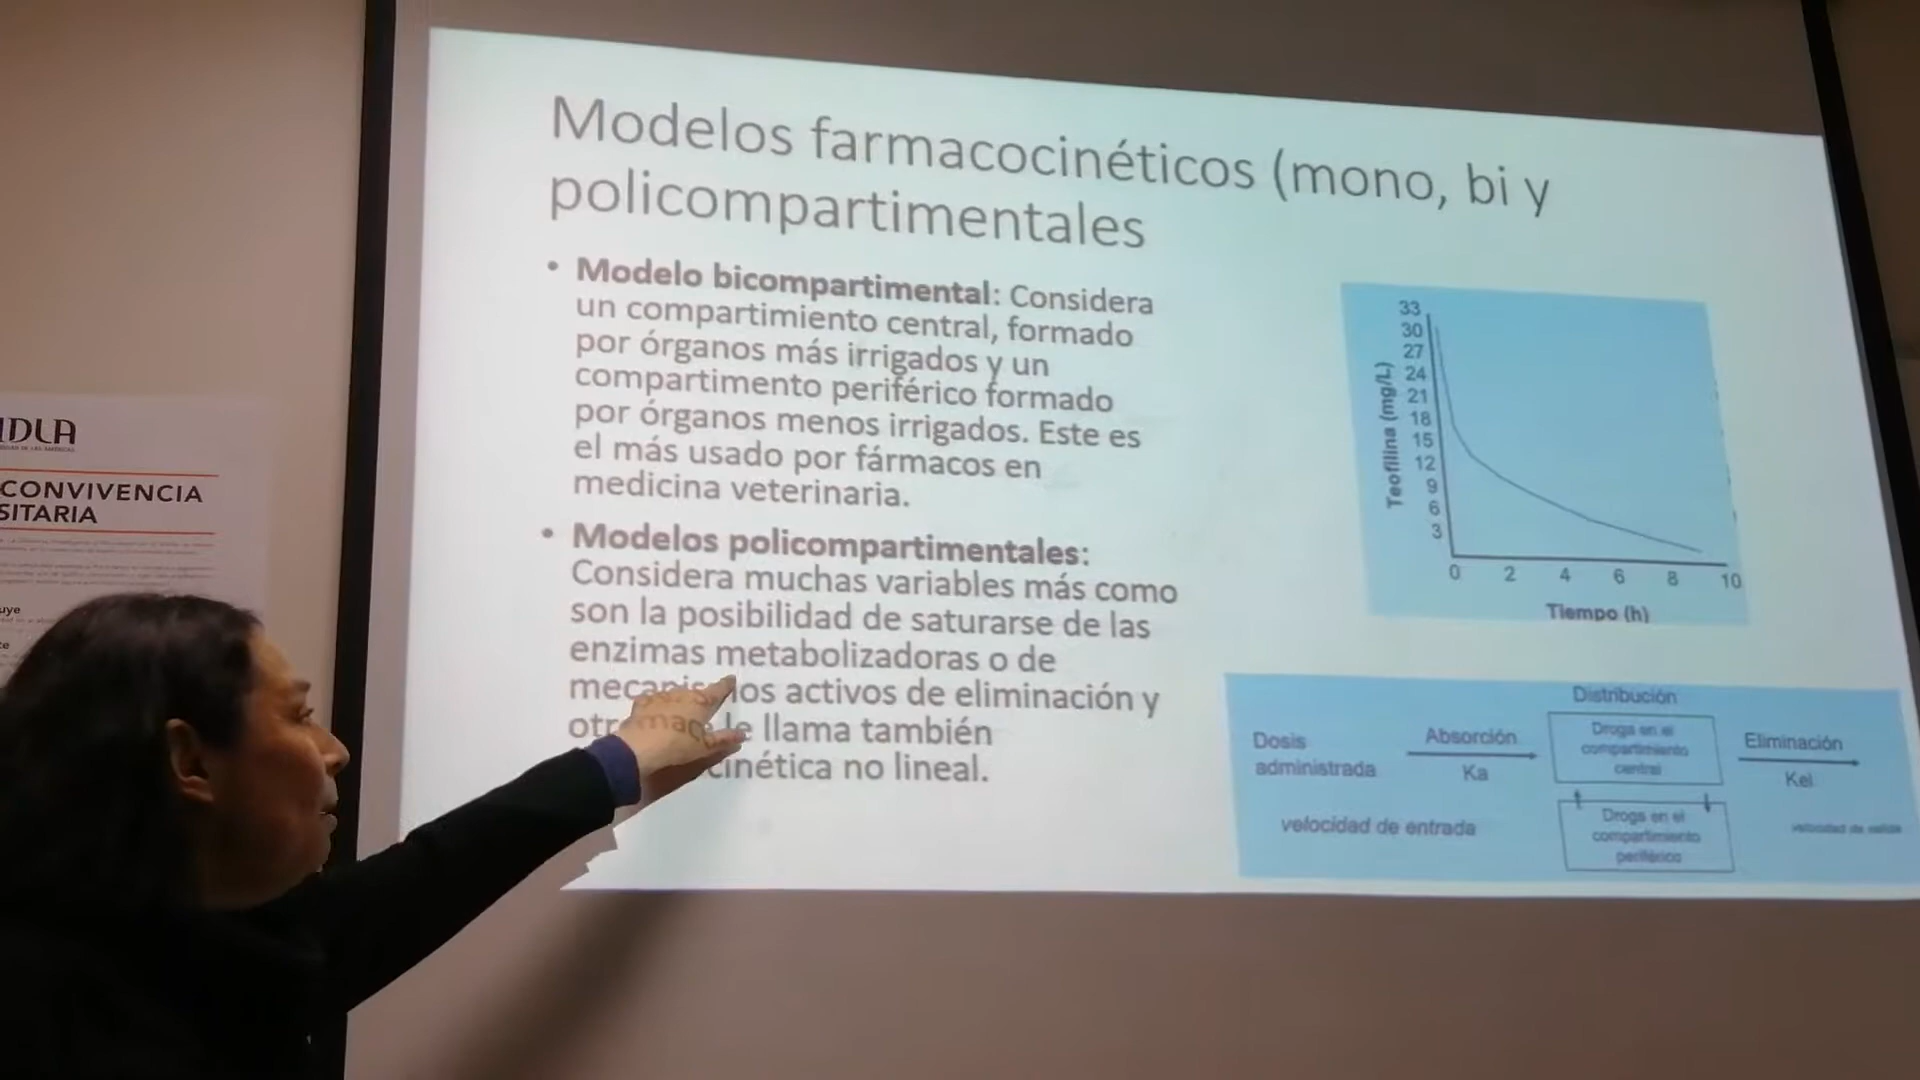 Modelos farmacocinéticos (mono, bi y
policompartimentales
• Modelo bicompartimental: Considera
un compartimiento central, formado
por órganos más irrigados y un
compartimento periférico formado
por órganos menos irrigados. Este es
el más usado por fármacos en
medicina veterinaria.
• Modelos policompartimentales:
Considera muchas variables más como
son la posibilidad de saturarse de las
enzimas metabolizadoras o de
activos de eliminación y
llama también
cinética no lineal.
Teofilina (mg/L)
33
30
27
24
21
18
15
12
9
6
3
0 2 4 6 8 10
Tiempo (h)
Distribución
Dosis
administrada
Absorción
Ka
Droga en el
compartimiento
central
Eliminación
Kel
velocidad de entrada
Droga en el
compartimiento
periférico
velocidad de salida
UDLA
CONVIVENCIA
SITARIA
uye